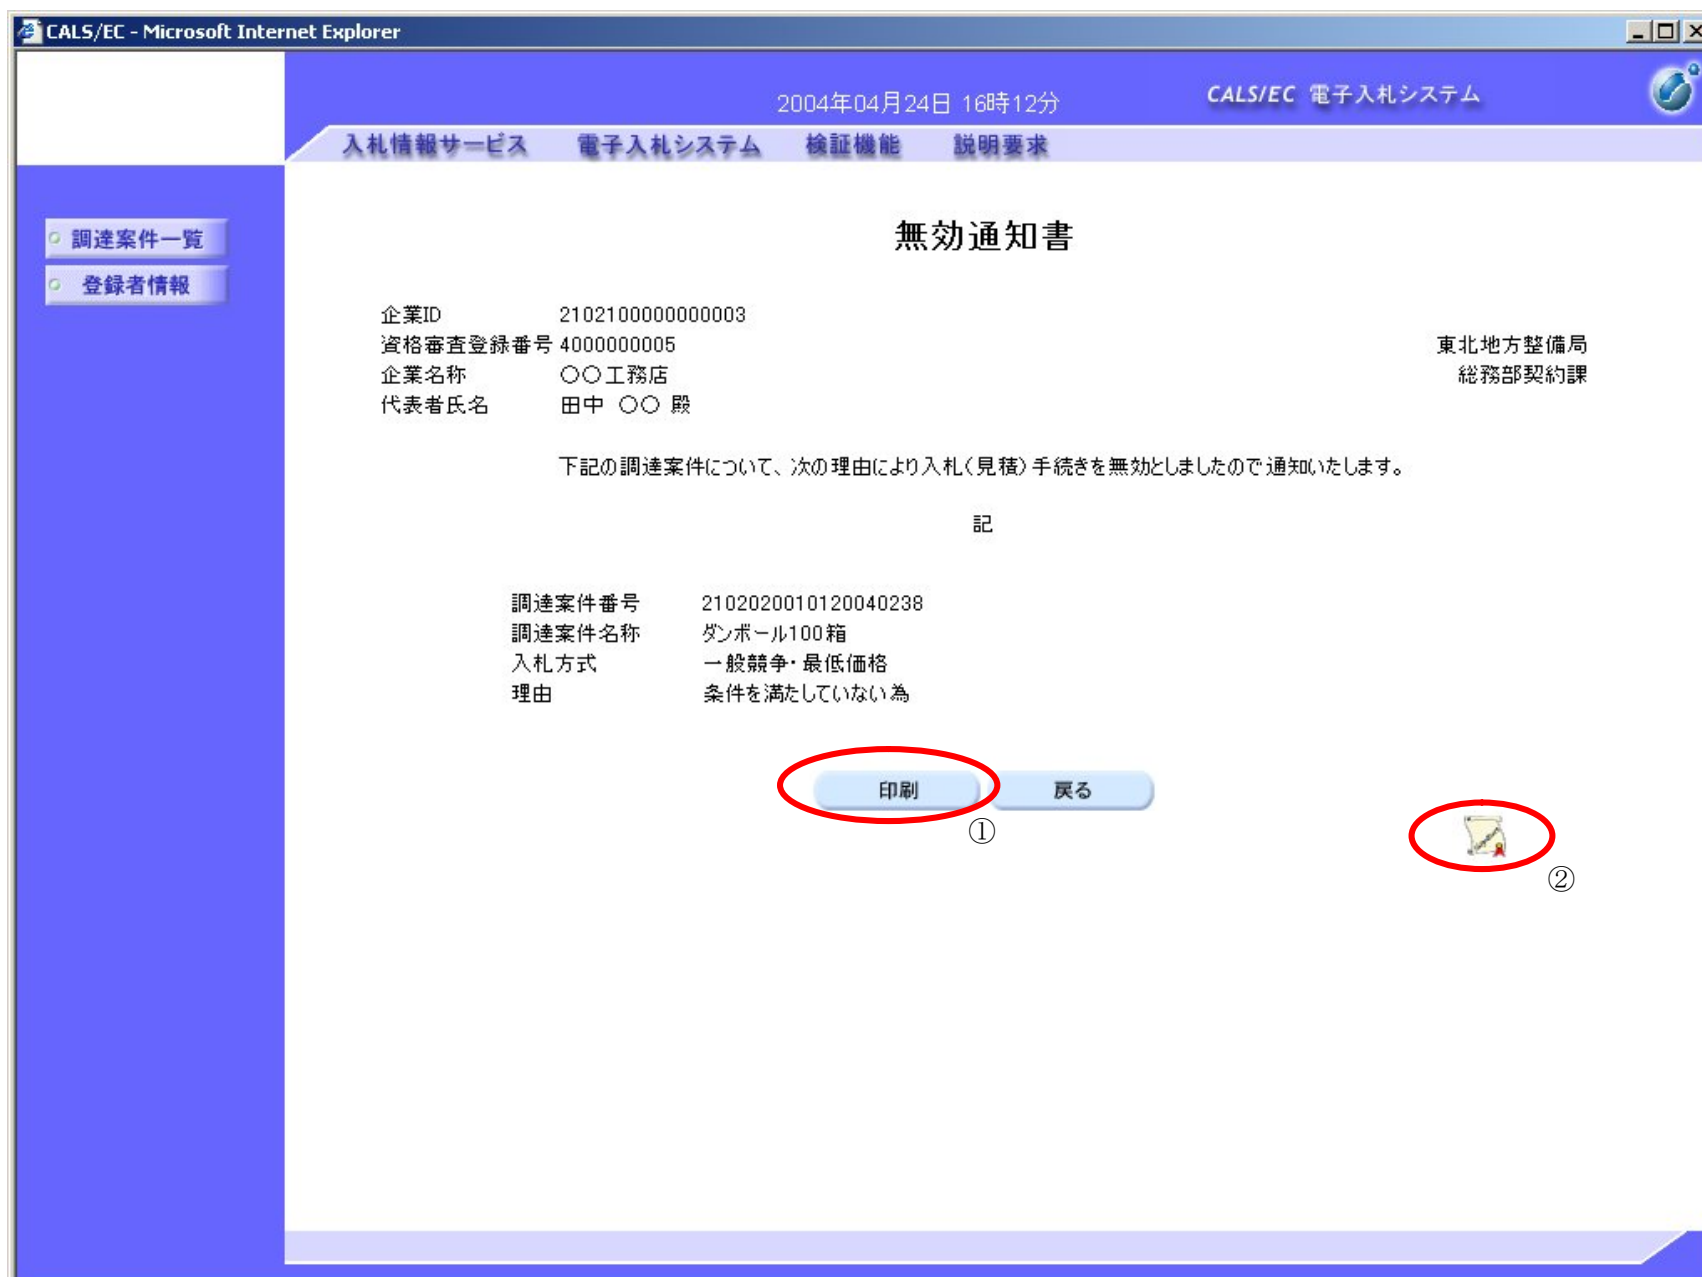 CALS/EC - Microsoft Internet Explorer
2004年04月24日 16時12分
CALS/EC 電子入札システム
入札情報サービス 電子入札システム 検証機能 説明要求
調達案件一覧
登録者情報
無効通知書
企業ID 2102100000000003
資格審査登録番号 4000000005
企業名称 〇〇工務店
代表者氏名 田中 〇〇 殿
東北地方整備局
総務部契約課
下記の調達案件について、次の理由により入札(見積)手続きを無効としましたので通知いたします。
記
調達案件番号 2102020010120040238
調達案件名称 ダンボール100箱
入札方式 一般競争・最低価格
理由 条件を満たしていない為
印刷 戻る
①
②